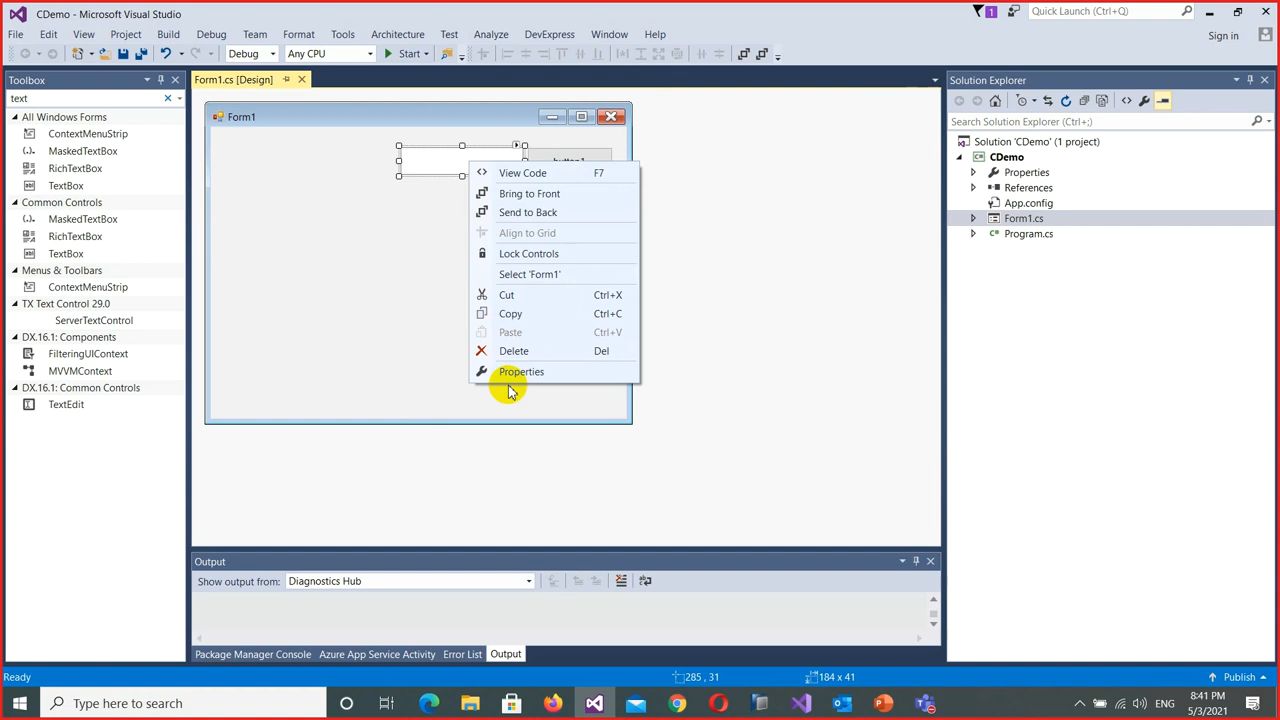 CDemo - Microsoft Visual Studio
1
Quick Launch (Ctrl+Q)
File Edit View Project Build Debug Team Format Tools Architecture Test Analyze DevExpress Window Help
Sign in
Debug Any CPU Start
Toolbox
text
All Windows Forms
ContextMenuStrip
MaskedTextBox
RichTextBox
TextBox
Common Controls
MaskedTextBox
RichTextBox
TextBox
Menus & Toolbars
ContextMenuStrip
TX Text Control 29.0
ServerTextControl
DX.16.1: Components
FilteringUIContext
MVVMContext
DX.16.1: Common Controls
TextEdit
Form1.cs [Design]
Form1
View Code F7
Bring to Front
Send to Back
Align to Grid
Lock Controls
Select 'Form1'
Cut Ctrl+X
Copy Ctrl+C
Paste Ctrl+V
Delete Del
Properties
Output
Show output from: Diagnostics Hub
Package Manager Console Azure App Service Activity Error List Output
Solution Explorer
Search Solution Explorer (Ctrl+;)
Solution 'CDemo' (1 project)
CDemo
Properties
References
App.config
Form1.cs
Program.cs
Ready
285 , 31
184 x 41
Publish
Type here to search
ENG
8:41 PM
5/3/2021